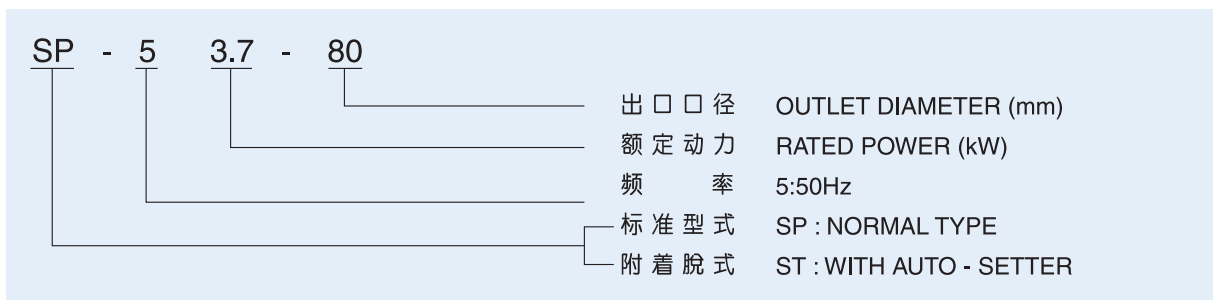 SP - 5 3.7 - 80
出口口径 OUTLET DIAMETER (mm)
额定动力 RATED POWER (kW)
频率 5:50Hz
标准型式 SP : NORMAL TYPE
附着脱式 ST : WITH AUTO - SETTER